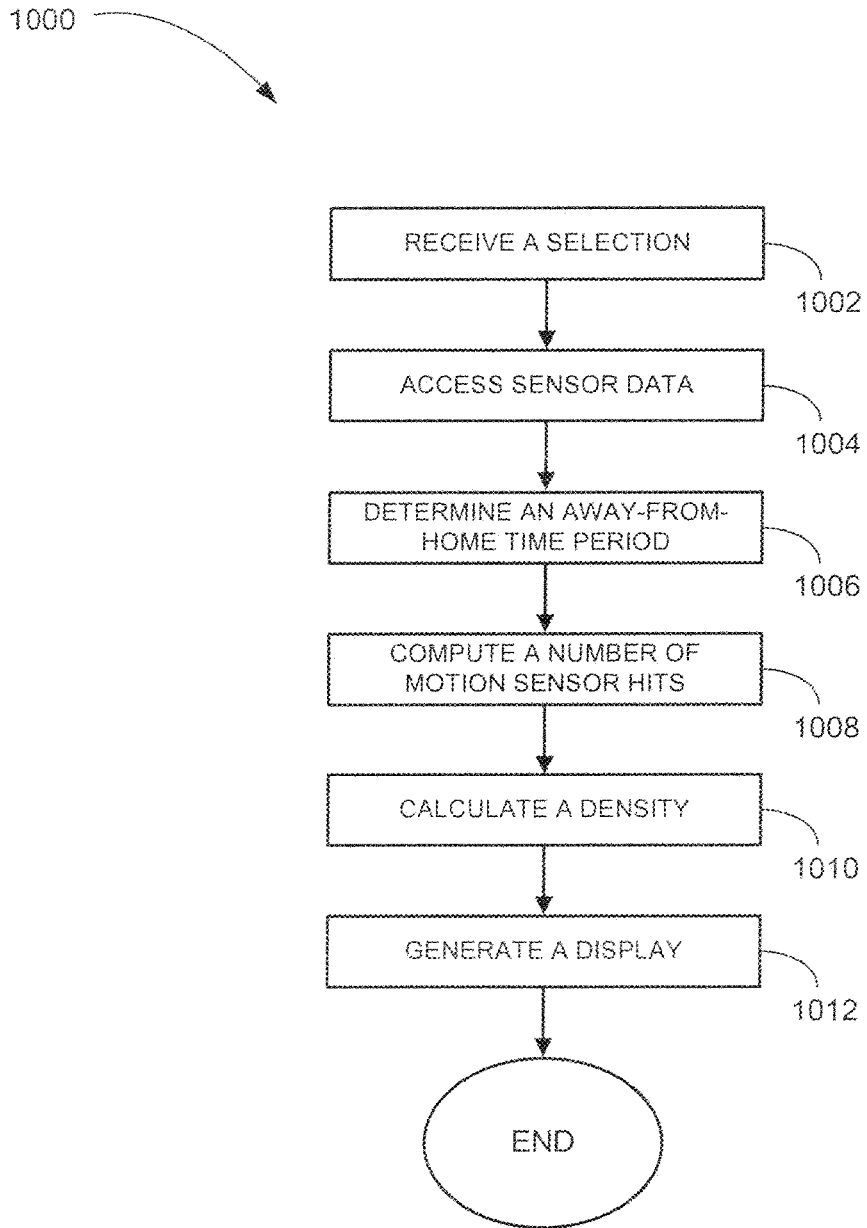 1000
RECEIVE A SELECTION
1002
ACCESS SENSOR DATA
1004
DETERMINE AN AWAY-FROM-
HOME TIME PERIOD
1006
COMPUTE A NUMBER OF
MOTION SENSOR HITS
1008
CALCULATE A DENSITY
1010
GENERATE A DISPLAY
1012
END